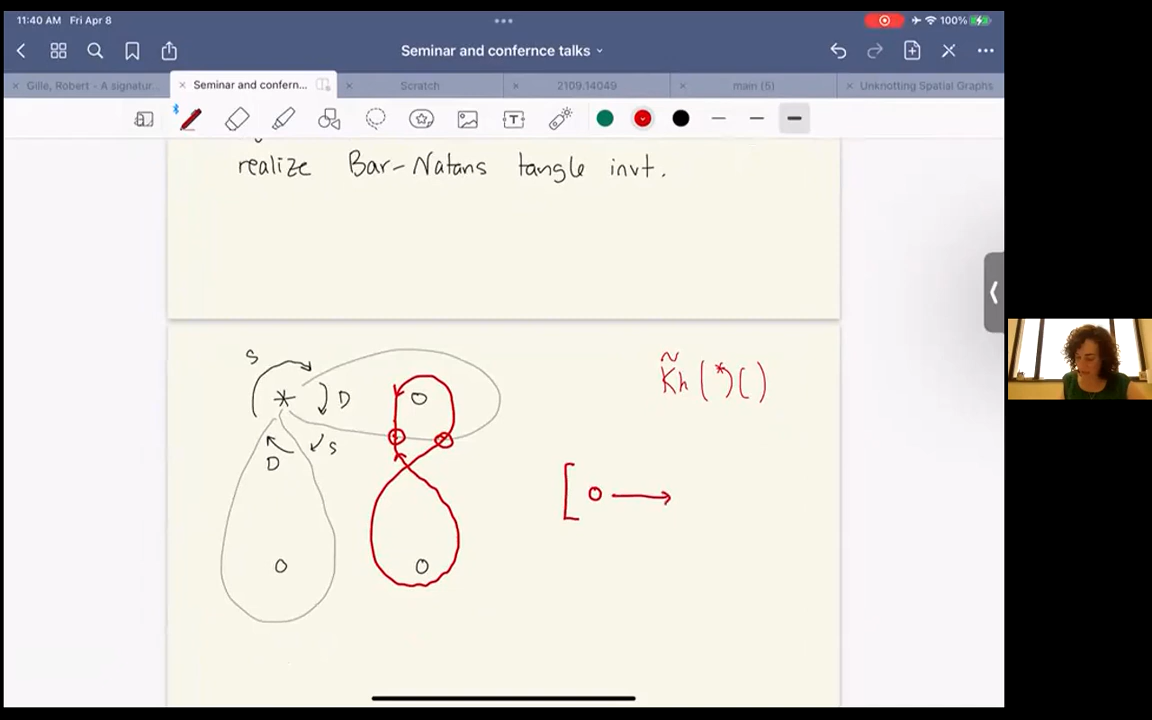 11:40 AM Fri Apr 8
100%
Seminar and confernce talks
Gille, Robert - A signatur...
Seminar and confern...
Scratch
2109.14049
main (5)
Unknotting Spatial Graphs
realize Bar-Natans tangle invt.
S
* D
D S
K̃h (*)( )
[ o →